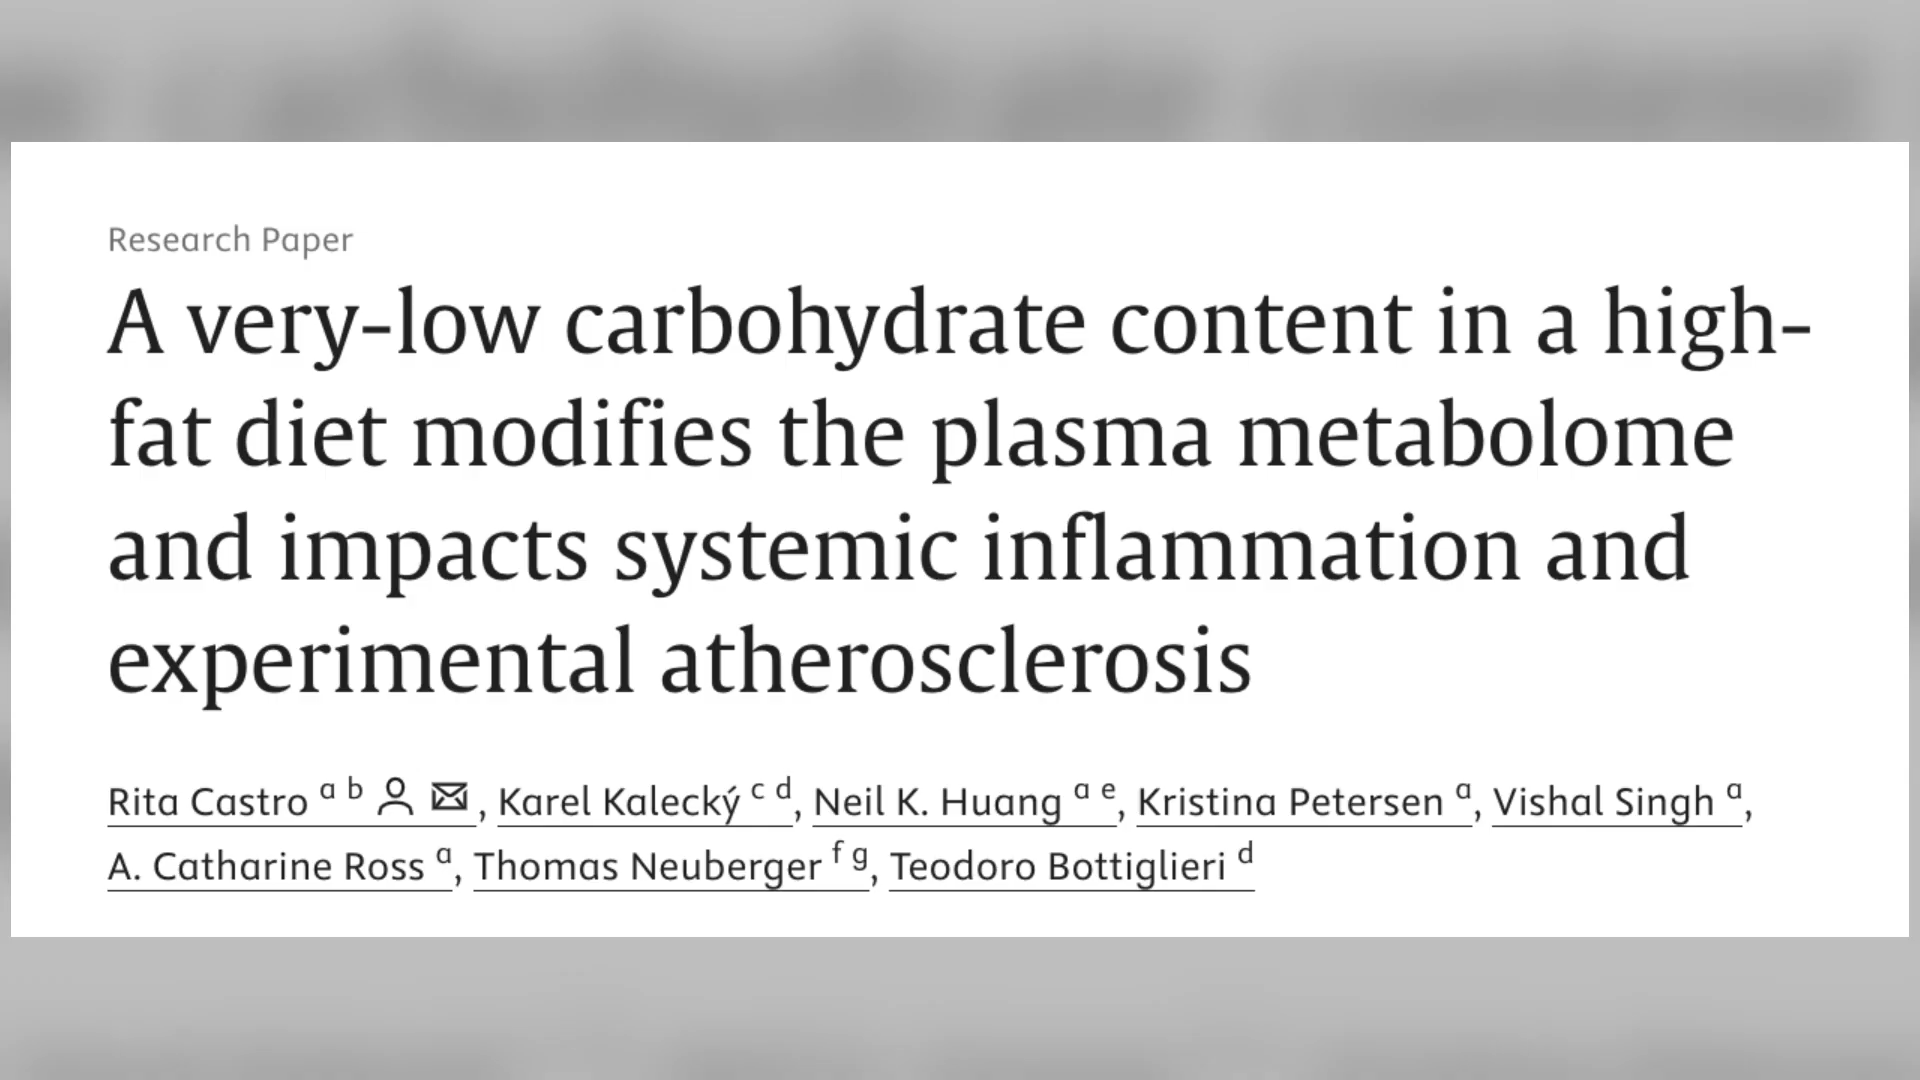 Research Paper
A very-low carbohydrate content in a high-
fat diet modifies the plasma metabolome
and impacts systemic inflammation and
experimental atherosclerosis
Rita Castro a b, Karel Kalecký c d, Neil K. Huang a e, Kristina Petersen a, Vishal Singh a,
A. Catharine Ross a, Thomas Neuberger f g, Teodoro Bottiglieri d